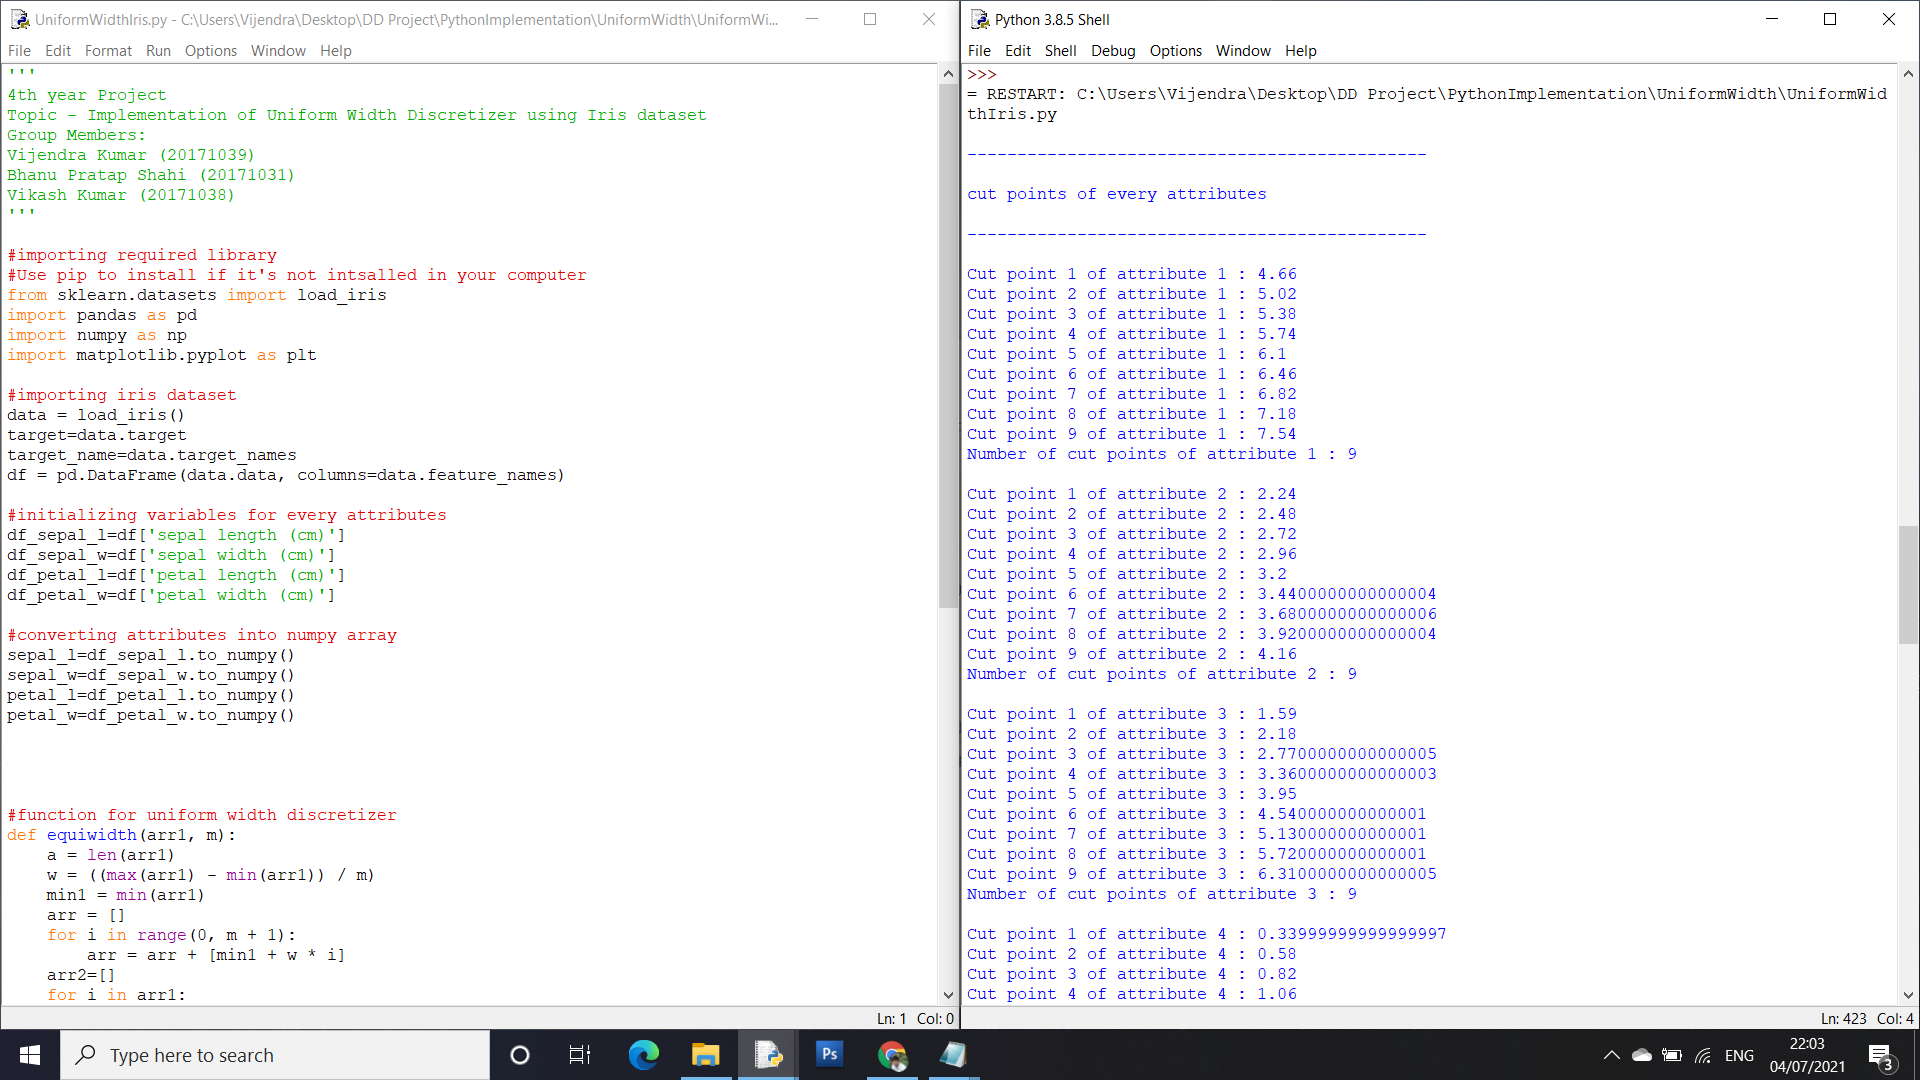 UniformWidthIris.py - C:\Users\Vijendra\Desktop\DD Project\PythonImplementation\UniformWidth\UniformWi...
File Edit Format Run Options Window Help
'''
4th year Project
Topic - Implementation of Uniform Width Discretizer using Iris dataset
Group Members:
Vijendra Kumar (20171039)
Bhanu Pratap Shahi (20171031)
Vikash Kumar (20171038)
'''
#importing required library
#Use pip to install if it's not intsalled in your computer
from sklearn.datasets import load_iris
import pandas as pd
import numpy as np
import matplotlib.pyplot as plt
#importing iris dataset
data = load_iris()
target=data.target
target_name=data.target_names
df = pd.DataFrame(data.data, columns=data.feature_names)
#initializing variables for every attributes
df_sepal_l=df['sepal length (cm)']
df_sepal_w=df['sepal width (cm)']
df_petal_l=df['petal length (cm)']
df_petal_w=df['petal width (cm)']
#converting attributes into numpy array
sepal_l=df_sepal_l.to_numpy()
sepal_w=df_sepal_w.to_numpy()
petal_l=df_petal_l.to_numpy()
petal_w=df_petal_w.to_numpy()
#function for uniform width discretizer
def equiwidth(arr1, m):
    a = len(arr1)
    w = ((max(arr1) - min(arr1)) / m)
    min1 = min(arr1)
    arr = []
    for i in range(0, m + 1):
        arr = arr + [min1 + w * i]
    arr2=[]
    for i in arr1:
Ln: 1 Col: 0
Python 3.8.5 Shell
File Edit Shell Debug Options Window Help
>>>
= RESTART: C:\Users\Vijendra\Desktop\DD Project\PythonImplementation\UniformWidth\UniformWid
thIris.py
----------------------------------------------
cut points of every attributes
----------------------------------------------
Cut point 1 of attribute 1 : 4.66
Cut point 2 of attribute 1 : 5.02
Cut point 3 of attribute 1 : 5.38
Cut point 4 of attribute 1 : 5.74
Cut point 5 of attribute 1 : 6.1
Cut point 6 of attribute 1 : 6.46
Cut point 7 of attribute 1 : 6.82
Cut point 8 of attribute 1 : 7.18
Cut point 9 of attribute 1 : 7.54
Number of cut points of attribute 1 : 9
Cut point 1 of attribute 2 : 2.24
Cut point 2 of attribute 2 : 2.48
Cut point 3 of attribute 2 : 2.72
Cut point 4 of attribute 2 : 2.96
Cut point 5 of attribute 2 : 3.2
Cut point 6 of attribute 2 : 3.4400000000000004
Cut point 7 of attribute 2 : 3.6800000000000006
Cut point 8 of attribute 2 : 3.9200000000000004
Cut point 9 of attribute 2 : 4.16
Number of cut points of attribute 2 : 9
Cut point 1 of attribute 3 : 1.59
Cut point 2 of attribute 3 : 2.18
Cut point 3 of attribute 3 : 2.7700000000000005
Cut point 4 of attribute 3 : 3.3600000000000003
Cut point 5 of attribute 3 : 3.95
Cut point 6 of attribute 3 : 4.540000000000001
Cut point 7 of attribute 3 : 5.130000000000001
Cut point 8 of attribute 3 : 5.720000000000001
Cut point 9 of attribute 3 : 6.3100000000000005
Number of cut points of attribute 3 : 9
Cut point 1 of attribute 4 : 0.33999999999999997
Cut point 2 of attribute 4 : 0.58
Cut point 3 of attribute 4 : 0.82
Cut point 4 of attribute 4 : 1.06
Ln: 423 Col: 4
Type here to search
Ps
ENG
22:03
04/07/2021
3